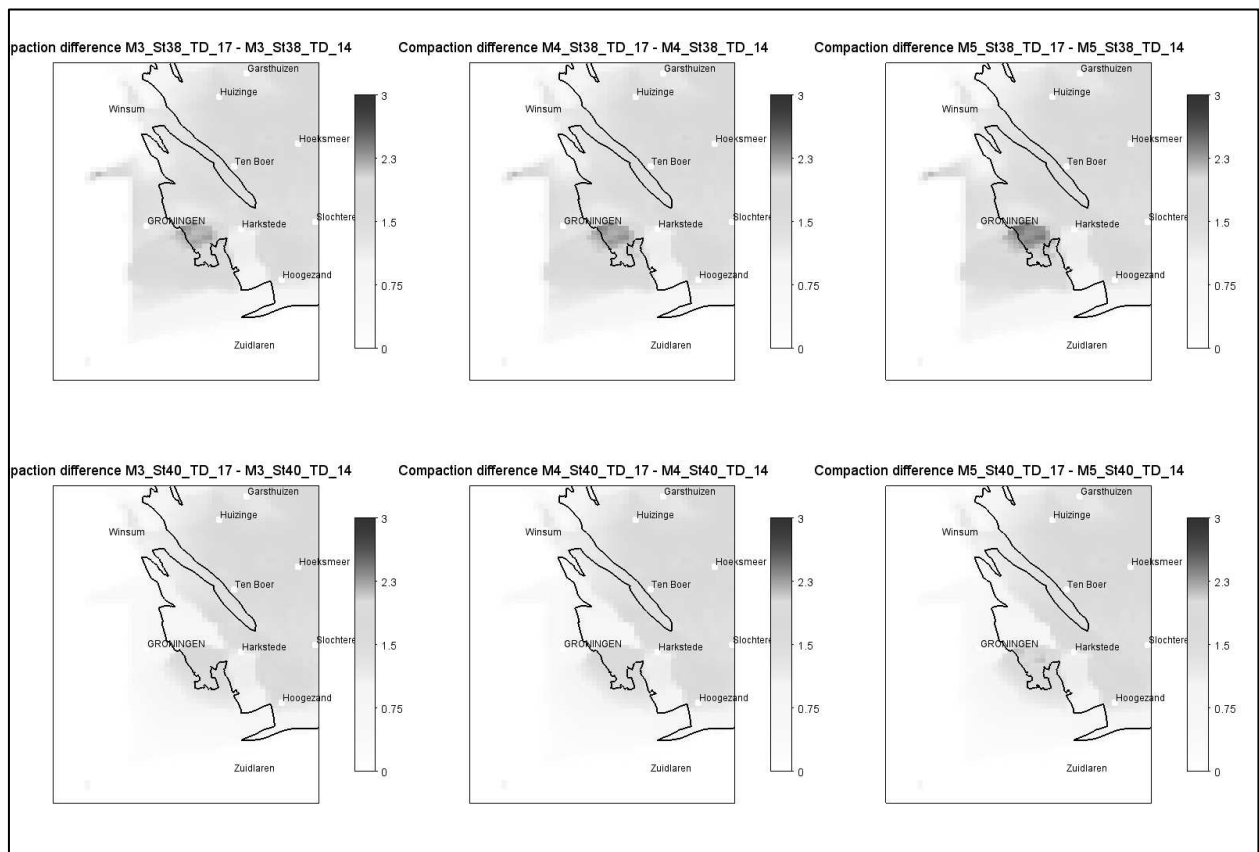 paction difference M3_St38_TD_17 - M3_St38_TD_14
Garsthuizen
Huizinge
Winsum
Hoeksmeer
Ten Boer
GRONINGEN
Harkstede
Slochtere
Hoogezand
Zuidlaren
3
2.3
1.5
0.75
0
Compaction difference M4_St38_TD_17 - M4_St38_TD_14
Garsthuizen
Huizinge
Winsum
Hoeksmeer
Ten Boer
GRONINGEN
Harkstede
Slochtere
Hoogezand
Zuidlaren
3
2.3
1.5
0.75
0
Compaction difference M5_St38_TD_17 - M5_St38_TD_14
Garsthuizen
Huizinge
Winsum
Hoeksmeer
Ten Boer
GRONINGEN
Harkstede
Slochtere
Hoogezand
Zuidlaren
3
2.3
1.5
0.75
0
paction difference M3_St40_TD_17 - M3_St40_TD_14
Garsthuizen
Huizinge
Winsum
Hoeksmeer
Ten Boer
GRONINGEN
Harkstede
Slochtere
Hoogezand
Zuidlaren
3
2.3
1.5
0.75
0
Compaction difference M4_St40_TD_17 - M4_St40_TD_14
Garsthuizen
Huizinge
Winsum
Hoeksmeer
Ten Boer
GRONINGEN
Harkstede
Slochtere
Hoogezand
Zuidlaren
3
2.3
1.5
0.75
0
Compaction difference M5_St40_TD_17 - M5_St40_TD_14
Garsthuizen
Huizinge
Winsum
Hoeksmeer
Ten Boer
GRONINGEN
Harkstede
Slochtere
Hoogezand
Zuidlaren
3
2.3
1.5
0.75
0